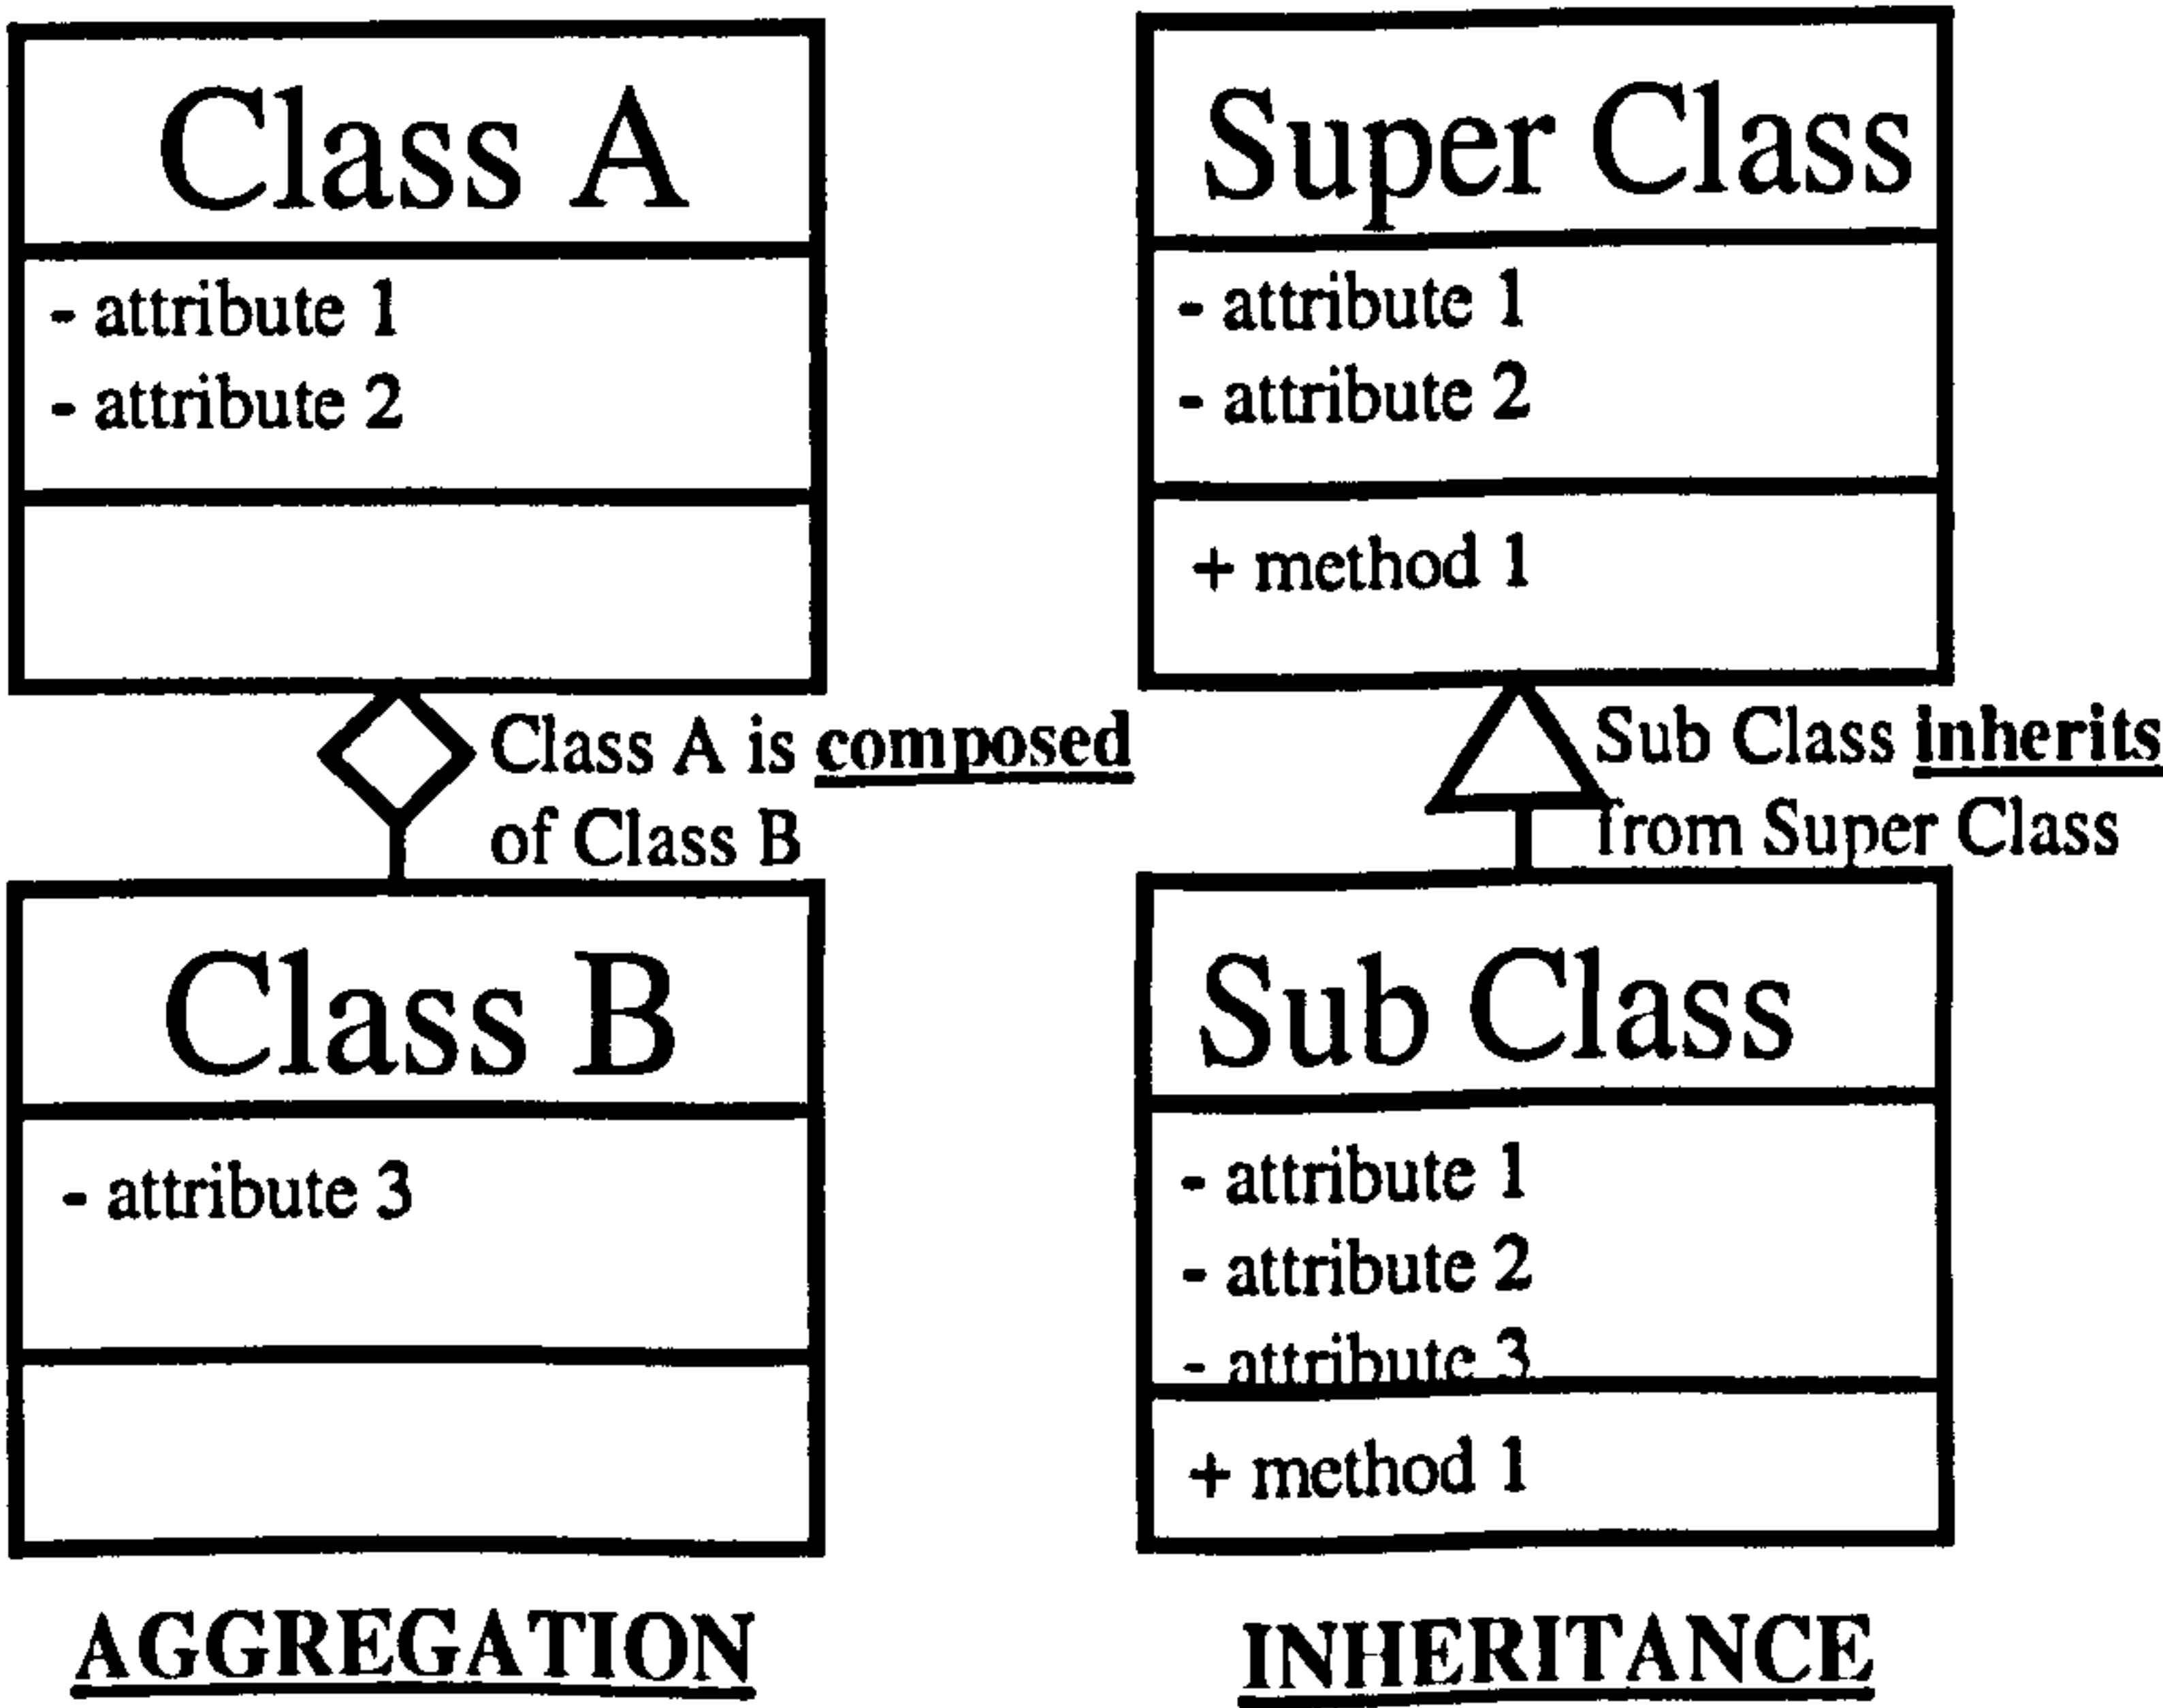 Class A
- attribute 1
- attribute 2
Class A is composed
of Class B
Class B
- attribute 3
AGGREGATION
Super Class
- attribute 1
- attribute 2
+ method 1
Sub Class inherits
from Super Class
Sub Class
- attribute 1
- attribute 2
- attribute 3
+ method 1
INHERITANCE